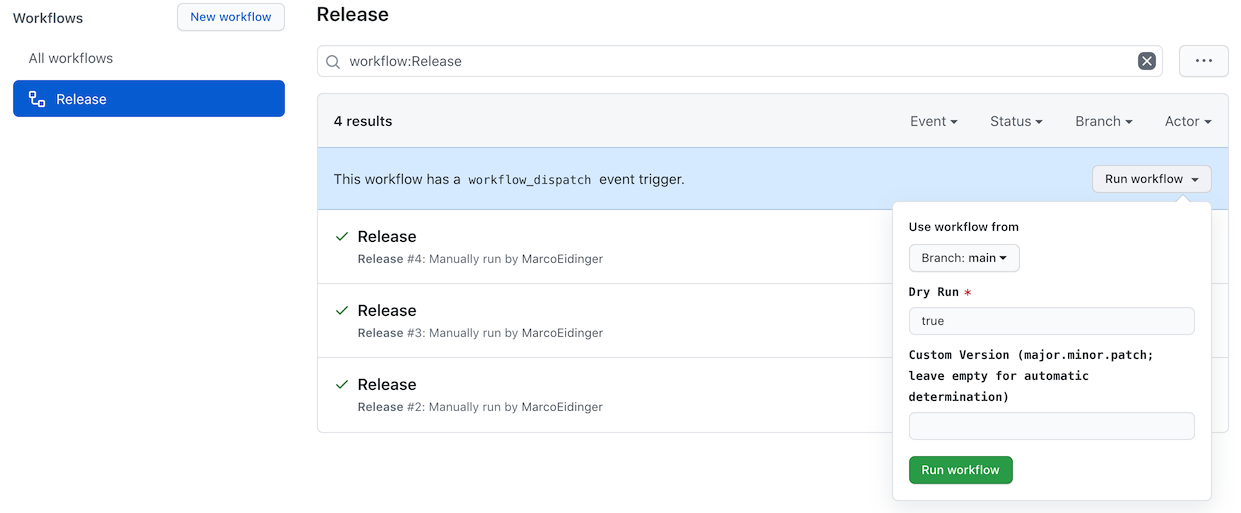 Workflows
New workflow
All workflows
Release
Release
workflow:Release
4 results
Event
Status
Branch
Actor
This workflow has a workflow_dispatch event trigger.
Run workflow
Release
Release #4: Manually run by MarcoEidinger
Release
Release #3: Manually run by MarcoEidinger
Release
Release #2: Manually run by MarcoEidinger
Use workflow from
Branch: main
Dry Run *
true
Custom Version (major.minor.patch;
leave empty for automatic
determination)
Run workflow